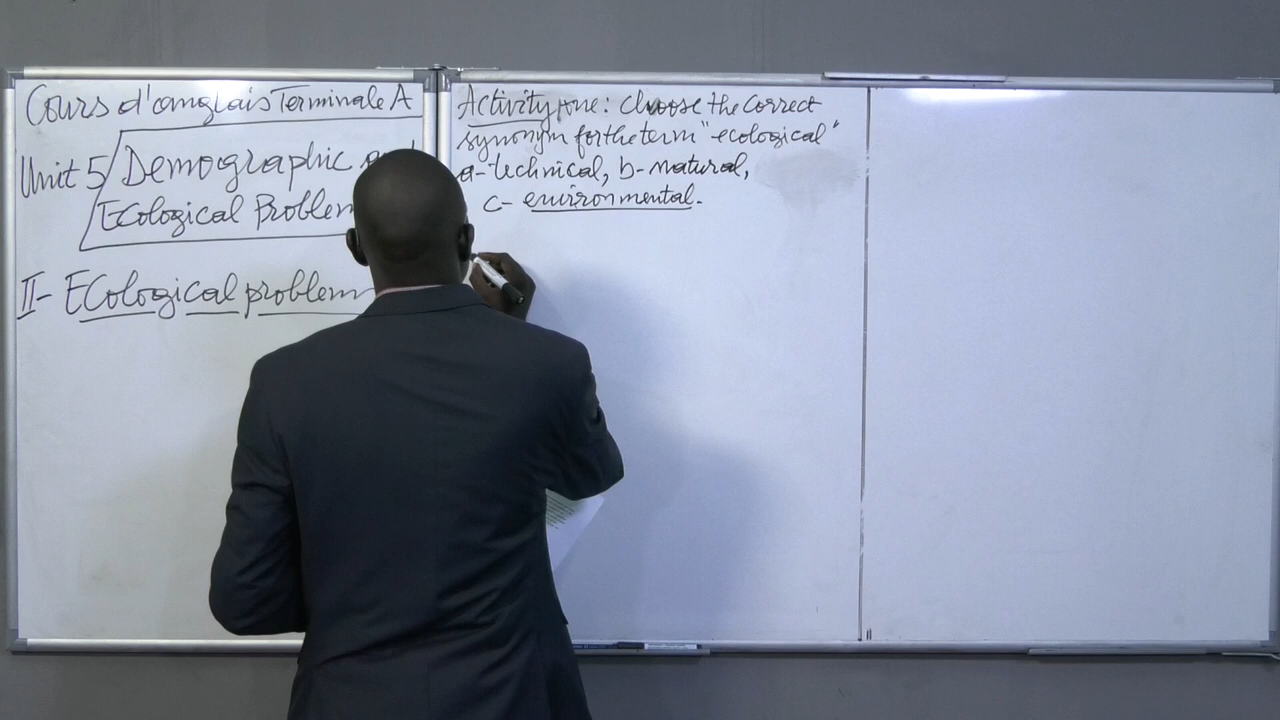 Cours d'anglais Terminale A
Unit 5 Demographic
Ecological Problem
II- Ecological problem
Activity one: choose the correct
synonym for the term "ecological"
a-technical, b- natural,
c- environmental.